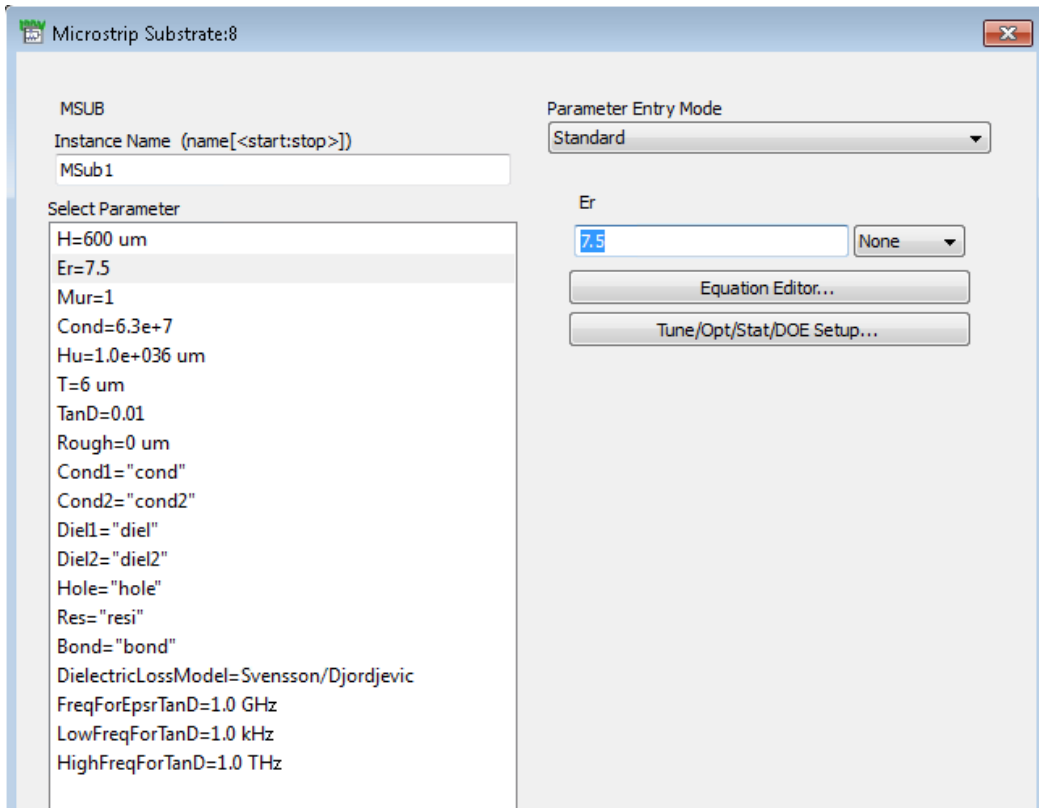 Microstrip Substrate:8
MSUB
Instance Name (name[<start:stop>])
MSub1
Select Parameter
H=600 um
Er=7.5
Mur=1
Cond=6.3e+7
Hu=1.0e+036 um
T=6 um
TanD=0.01
Rough=0 um
Cond1="cond"
Cond2="cond2"
Diel1="diel"
Diel2="diel2"
Hole="hole"
Res="resi"
Bond="bond"
DielectricLossModel=Svensson/Djordjevic
FreqForEpsrTanD=1.0 GHz
LowFreqForTanD=1.0 kHz
HighFreqForTanD=1.0 THz
Parameter Entry Mode
Standard
Er
7.5 None
Equation Editor...
Tune/Opt/Stat/DOE Setup...